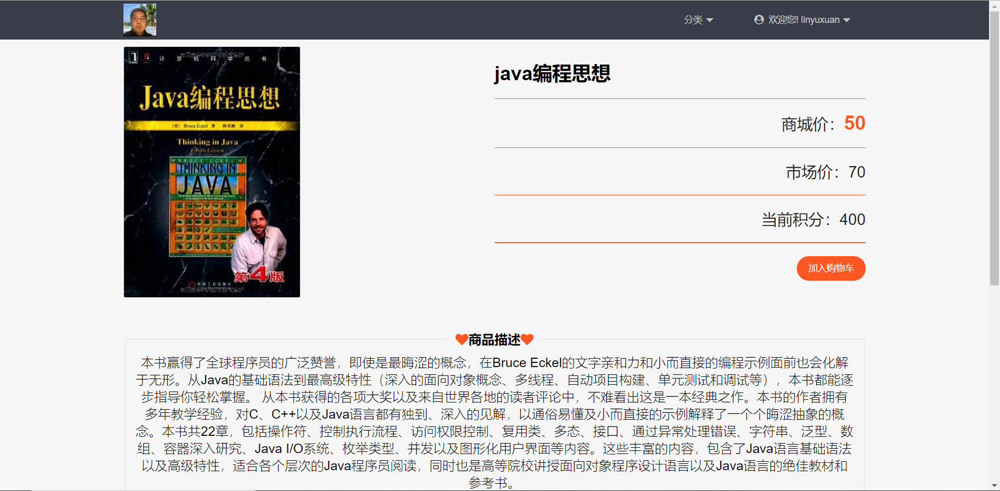 分类
欢迎您! linyuxuan
计算机科学丛书
Java编程思想
(美) Bruce Eckel 著 陈昊鹏 译
Thinking in Java
Fourth Edition
BRUCE ECKEL
THINKING IN
JAVA
第4版
机械工业出版社
java编程思想
商城价：50
市场价：70
当前积分：400
加入购物车
商品描述
本书赢得了全球程序员的广泛赞誉，即使是最晦涩的概念，在Bruce Eckel的文字亲和力和小而直接的编程示例面前也会化解
于无形。从Java的基础语法到最高级特性（深入的面向对象概念、多线程、自动项目构建、单元测试和调试等），本书都能逐
步指导你轻松掌握。 从本书获得的各项大奖以及来自世界各地的读者评论中，不难看出这是一本经典之作。本书的作者拥有
多年教学经验，对C、C++以及Java语言都有独到、深入的见解，以通俗易懂及小而直接的示例解释了一个个晦涩抽象的概
念。本书共22章，包括操作符、控制执行流程、访问权限控制、复用类、多态、接口、通过异常处理错误、字符串、泛型、数
组、容器深入研究、Java I/O系统、枚举类型、并发以及图形化用户界面等内容。这些丰富的内容，包含了Java语言基础语法
以及高级特性，适合各个层次的Java程序员阅读，同时也是高等院校讲授面向对象程序设计语言以及Java语言的绝佳教材和
参考书。